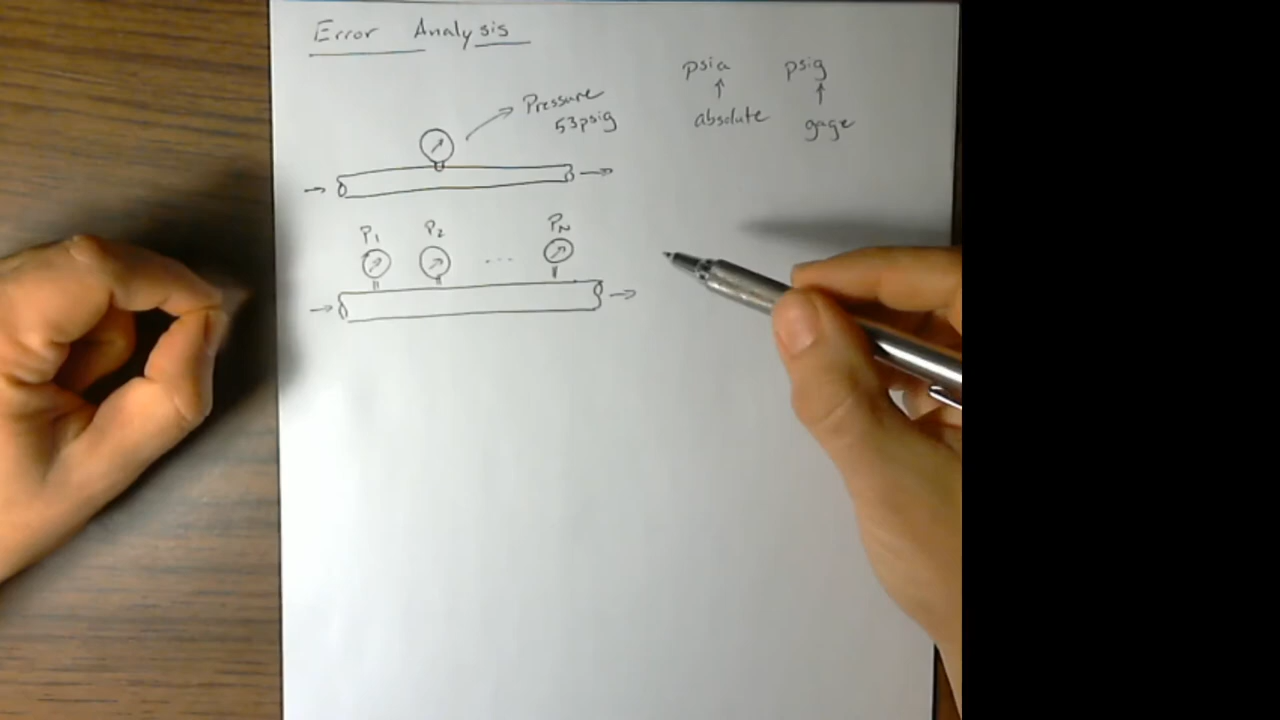 Error Analysis
psia psig
absolute gage
Pressure
53psig
P1 P2 ... PN